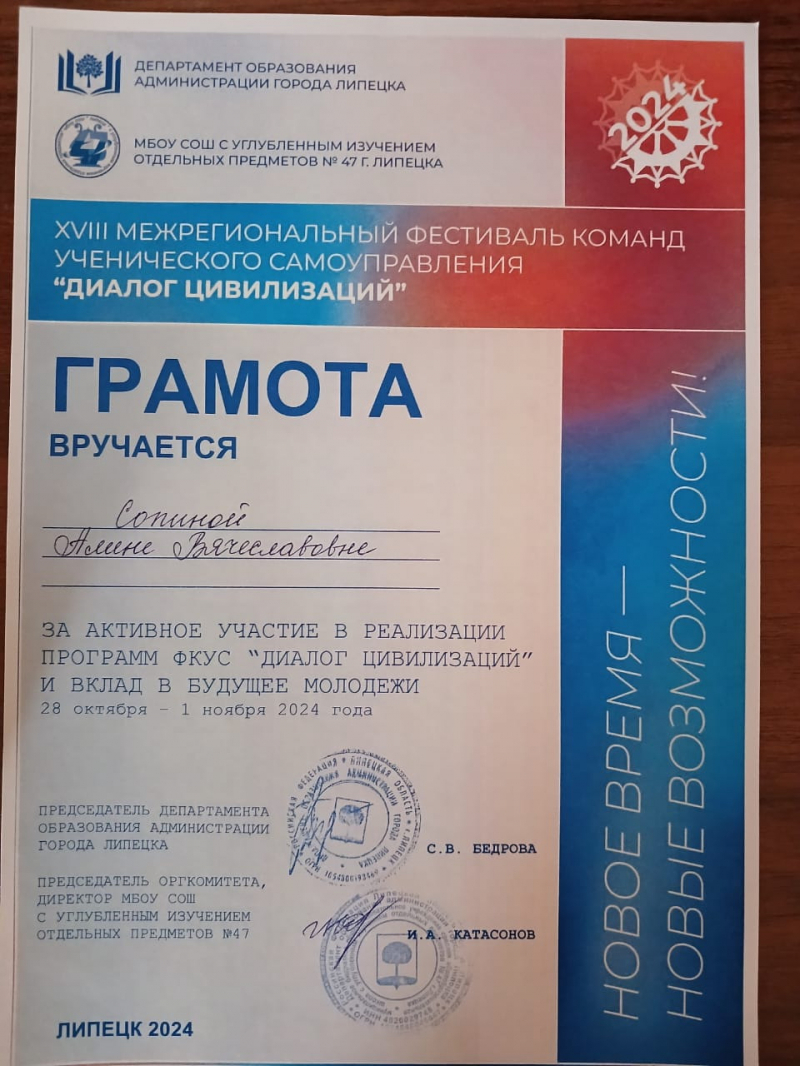 ДЕПАРТАМЕНТ ОБРАЗОВАНИЯ
АДМИНИСТРАЦИИ ГОРОДА ЛИПЕЦКА
МБОУ СОШ С УГЛУБЛЕННЫМ ИЗУЧЕНИЕМ
ОТДЕЛЬНЫХ ПРЕДМЕТОВ № 47 Г. ЛИПЕЦКА
2024
XVIII МЕЖРЕГИОНАЛЬНЫЙ ФЕСТИВАЛЬ КОМАНД
УЧЕНИЧЕСКОГО САМОУПРАВЛЕНИЯ
“ДИАЛОГ ЦИВИЛИЗАЦИЙ”
ГРАМОТА
ВРУЧАЕТСЯ
Сопиной
Алине Вячеславовне
ЗА АКТИВНОЕ УЧАСТИЕ В РЕАЛИЗАЦИИ
ПРОГРАММ ФКУС “ДИАЛОГ ЦИВИЛИЗАЦИЙ”
И ВКЛАД В БУДУЩЕЕ МОЛОДЕЖИ
28 октября – 1 ноября 2024 года
ПРЕДСЕДАТЕЛЬ ДЕПАРТАМЕНТА
ОБРАЗОВАНИЯ АДМИНИСТРАЦИИ
ГОРОДА ЛИПЕЦКА
С.В. БЕДРОВА
ПРЕДСЕДАТЕЛЬ ОРГКОМИТЕТА,
ДИРЕКТОР МБОУ СОШ
С УГЛУБЛЕННЫМ ИЗУЧЕНИЕМ
ОТДЕЛЬНЫХ ПРЕДМЕТОВ №47
И.А. КАТАСОНОВ
ЛИПЕЦК 2024
НОВОЕ ВРЕМЯ —
НОВЫЕ ВОЗМОЖНОСТИ!